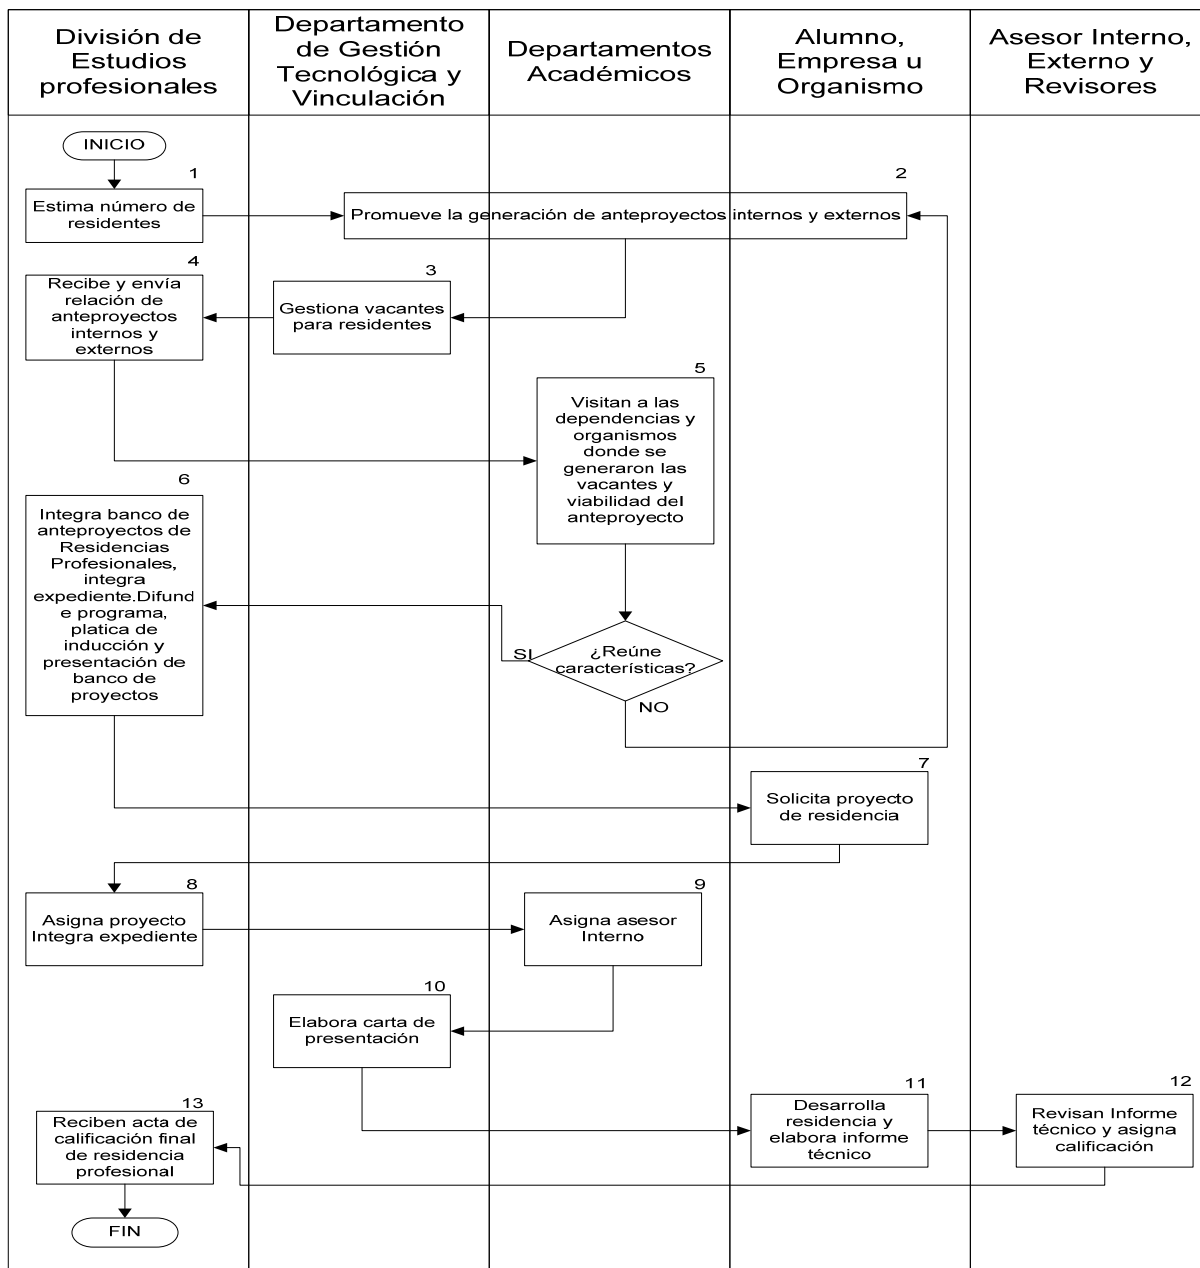 División de
Estudios
profesionales
Departamento
de Gestión
Tecnológica y
Vinculación
Departamentos
Académicos
Alumno,
Empresa u
Organismo
Asesor Interno,
Externo y
Revisores
INICIO
1
Estima número de
residentes
2
Promueve la generación de anteproyectos internos y externos
3
Gestiona vacantes
para residentes
4
Recibe y envía
relación de
anteproyectos
internos y
externos
5
Visitan a las
dependencias y
organismos
donde se
generaron las
vacantes y
viabilidad del
anteproyecto
6
Integra banco de
anteproyectos de
Residencias
Profesionales,
integra
expediente.Difund
e programa,
platica de
inducción y
presentación de
banco de
proyectos
¿Reúne
características?
SI
NO
7
Solicita proyecto
de residencia
8
Asigna proyecto
Integra expediente
9
Asigna asesor
Interno
10
Elabora carta de
presentación
11
Desarrolla
residencia y
elabora informe
técnico
12
Revisan Informe
técnico y asigna
calificación
13
Reciben acta de
calificación final
de residencia
profesional
FIN